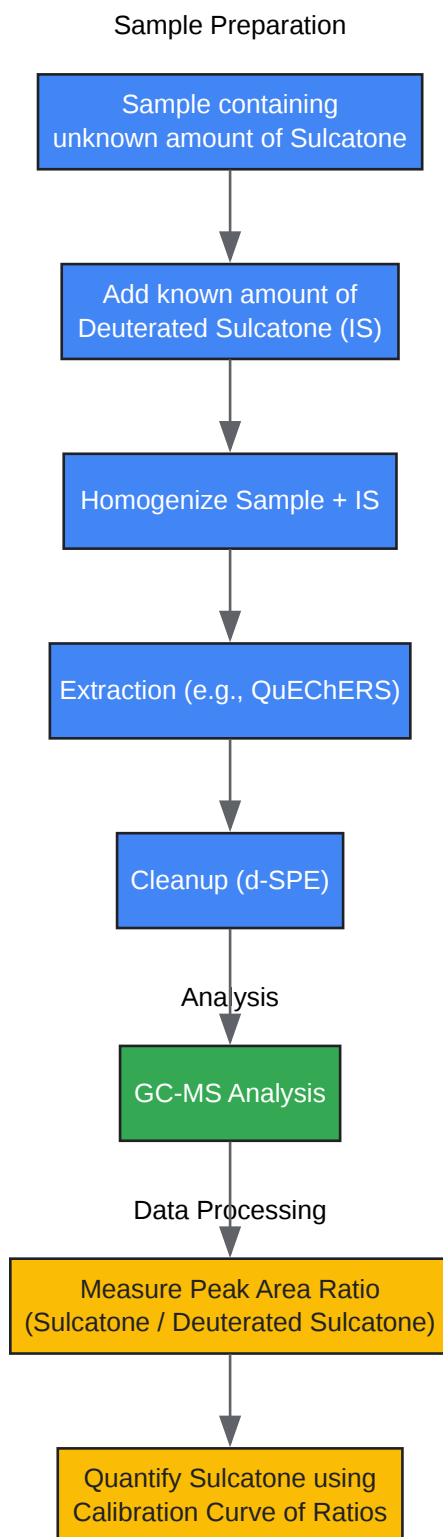 Sample Preparation
Sample containing
unknown amount of Sulcatone
Add known amount of
Deuterated Sulcatone (IS)
Homogenize Sample + IS
Extraction (e.g., QuEChERS)
Cleanup (d-SPE)
Analysis
GC-MS Analysis
Data Processing
Measure Peak Area Ratio
(Sulcatone / Deuterated Sulcatone)
Quantify Sulcatone using
Calibration Curve of Ratios